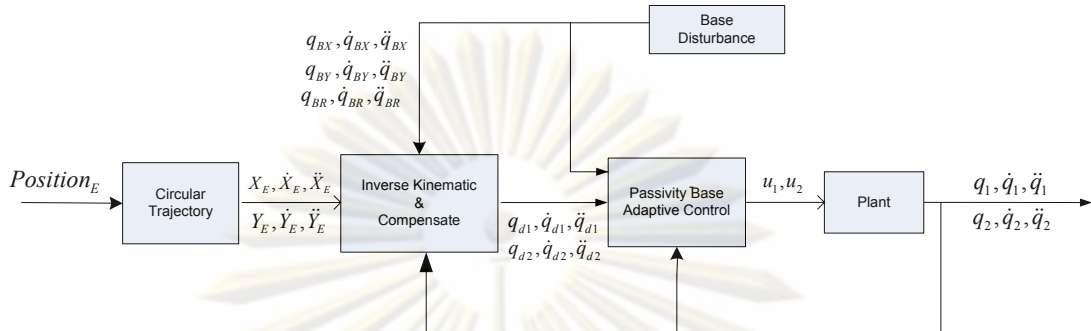 Base
Disturbance
q_{BX}, \dot{q}_{BX}, \ddot{q}_{BX}
q_{BY}, \dot{q}_{BY}, \ddot{q}_{BY}
q_{BR}, \dot{q}_{BR}, \ddot{q}_{BR}
Position_E
Circular
Trajectory
X_E, \dot{X}_E, \ddot{X}_E
Y_E, \dot{Y}_E, \ddot{Y}_E
Inverse Kinematic
&
Compensate
q_{d1}, \dot{q}_{d1}, \ddot{q}_{d1}
q_{d2}, \dot{q}_{d2}, \ddot{q}_{d2}
Passivity Base
Adaptive Control
u_1, u_2
Plant
q_1, \dot{q}_1, \ddot{q}_1
q_2, \dot{q}_2, \ddot{q}_2